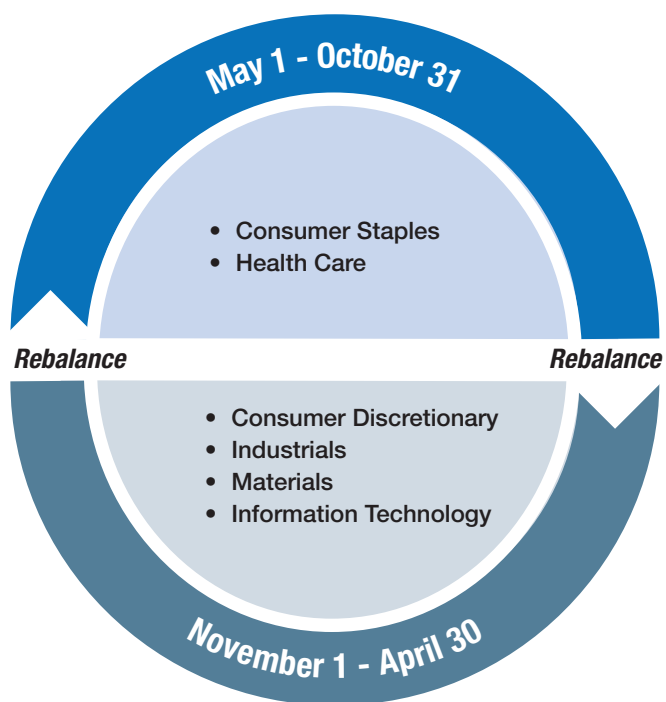 May 1 - October 31
• Consumer Staples
• Health Care
Rebalance
Rebalance
• Consumer Discretionary
• Industrials
• Materials
• Information Technology
November 1 - April 30